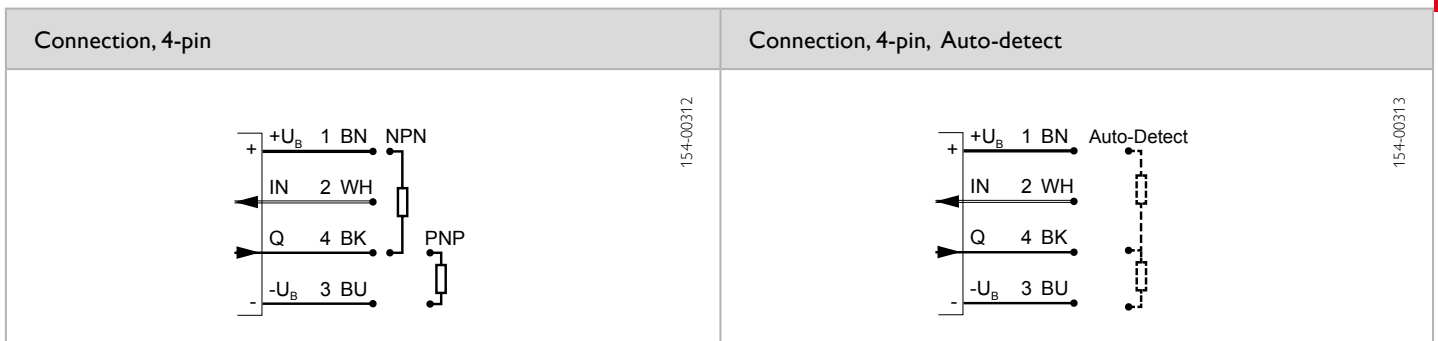 Connection, 4-pin
Connection, 4-pin, Auto-detect
+U_B 1 BN NPN
+
IN 2 WH
Q 4 BK PNP
-U_B 3 BU
-
154-00312
+U_B 1 BN Auto-Detect
+
IN 2 WH
Q 4 BK
-U_B 3 BU
-
154-00313